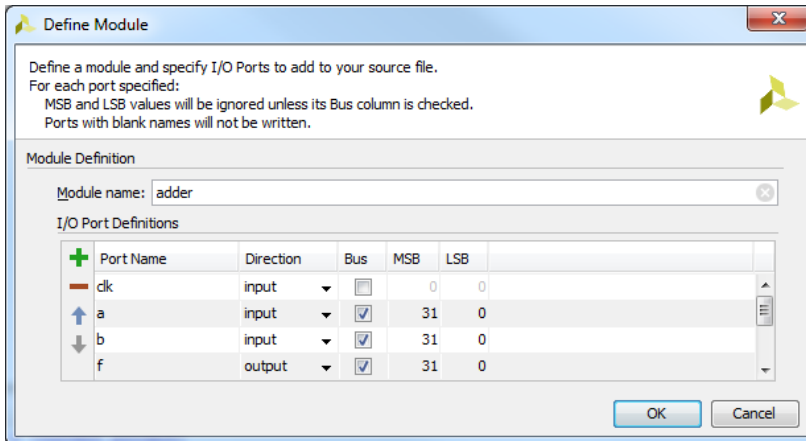 Define Module
Define a module and specify I/O Ports to add to your source file.
For each port specified:
MSB and LSB values will be ignored unless its Bus column is checked.
Ports with blank names will not be written.
Module Definition
Module name: adder
I/O Port Definitions
Port Name Direction Bus MSB LSB
clk input 0 0
a input 31 0
b input 31 0
f output 31 0
OK Cancel